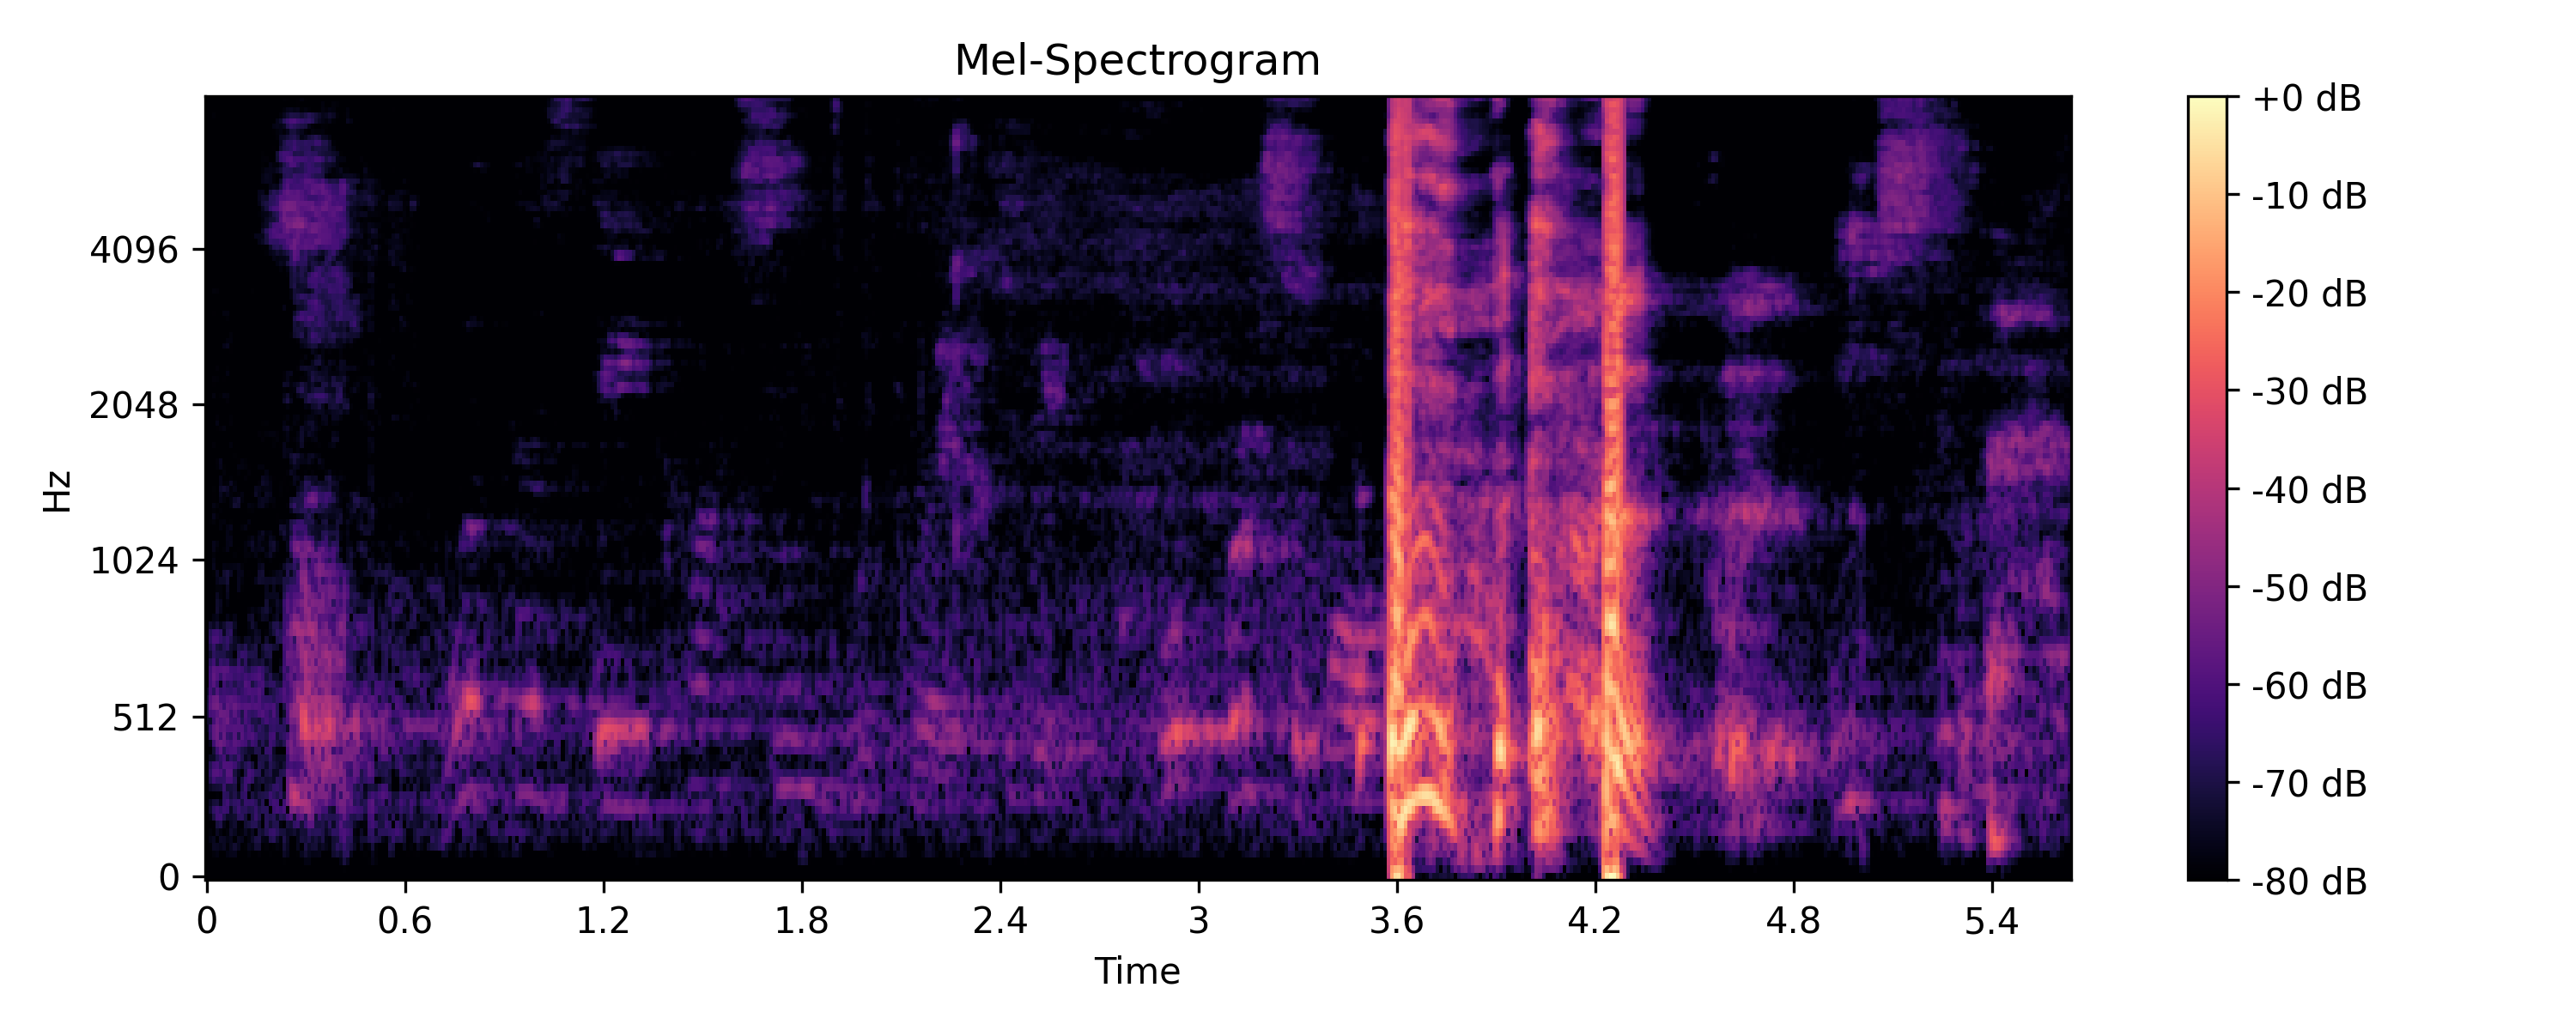 Mel-Spectrogram
+0 dB
-10 dB
-20 dB
-30 dB
-40 dB
-50 dB
-60 dB
-70 dB
-80 dB
4096
2048
1024
512
0
Hz
0 0.6 1.2 1.8 2.4 3 3.6 4.2 4.8 5.4
Time